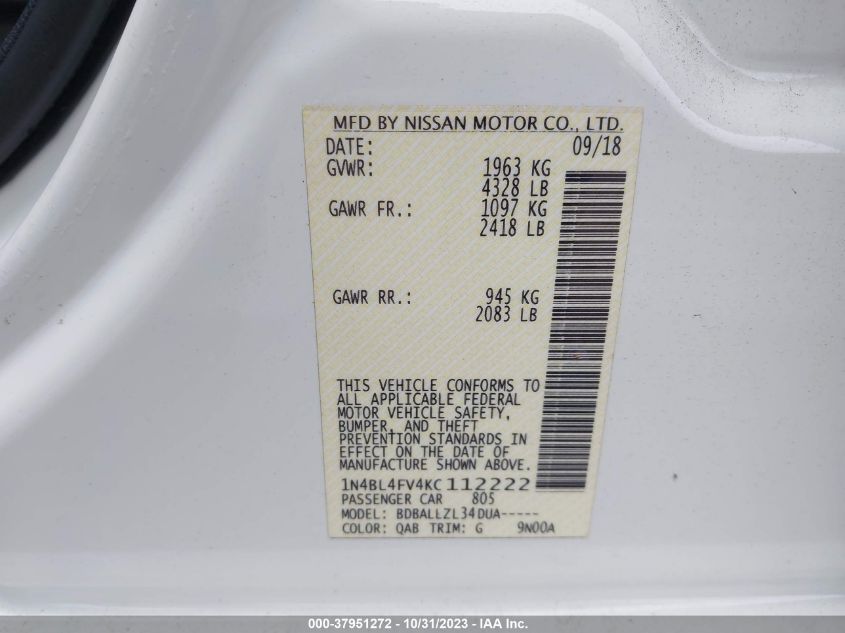 MFD BY NISSAN MOTOR CO., LTD.
DATE: 09/18
GVWR: 1963 KG
4328 LB
GAWR FR.: 1097 KG
2418 LB
GAWR RR.: 945 KG
2083 LB
THIS VEHICLE CONFORMS TO
ALL APPLICABLE FEDERAL
MOTOR VEHICLE SAFETY,
BUMPER, AND THEFT
PREVENTION STANDARDS IN
EFFECT ON THE DATE OF
MANUFACTURE SHOWN ABOVE.
1N4BL4FV4KC112222
PASSENGER CAR 805
MODEL: BDBALLZL34DUA-----
COLOR: QAB TRIM: G 9N00A
000-37951272 - 10/31/2023 - IAA Inc.